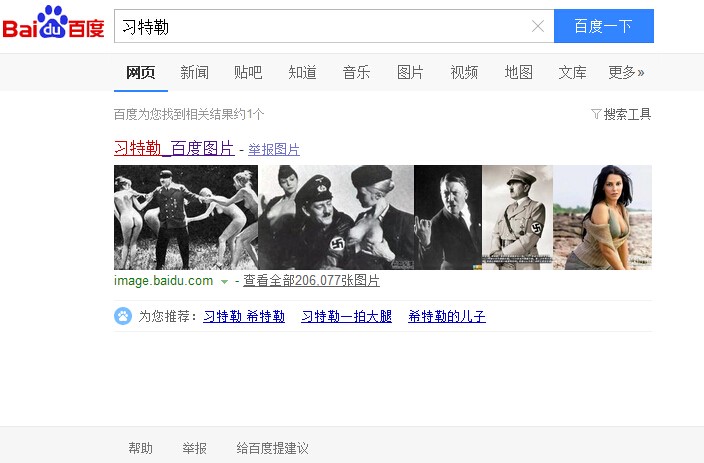 Bai du 百度
习特勒
百度一下
网页 新闻 贴吧 知道 音乐 图片 视频 地图 文库 更多»
百度为您找到相关结果约1个 搜索工具
习特勒_百度图片 - 举报图片
image.baidu.com - 查看全部206,077张图片
为您推荐： 习特勒 希特勒 习特勒一拍大腿 希特勒的儿子
帮助 举报 给百度提建议